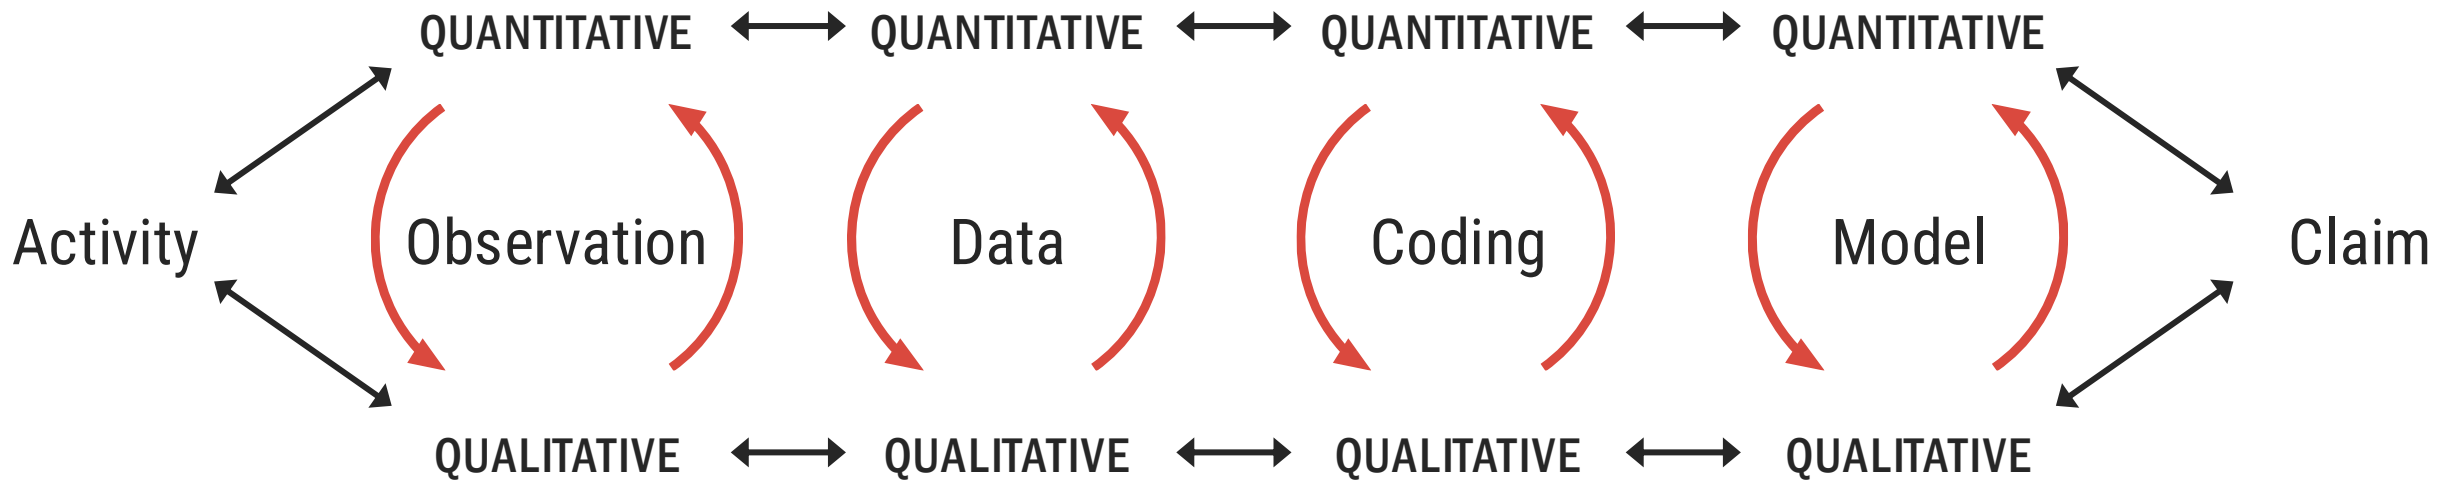 QUANTITATIVE QUANTITATIVE QUANTITATIVE QUANTITATIVE
Activity Observation Data Coding Model Claim
QUALITATIVE QUALITATIVE QUALITATIVE QUALITATIVE